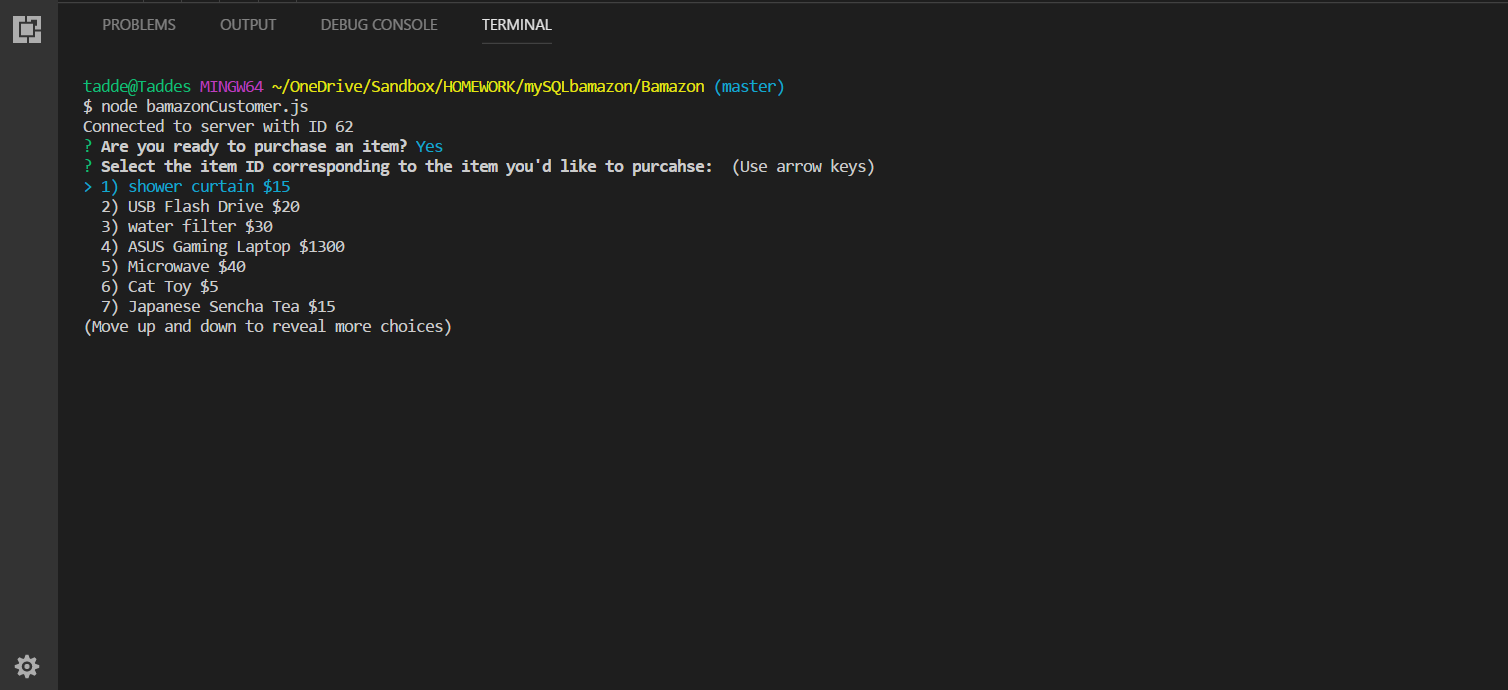 PROBLEMS OUTPUT DEBUG CONSOLE TERMINAL
tadde@Taddes MINGW64 ~/OneDrive/Sandbox/HOMEWORK/mySQLbamazon/Bamazon (master)
$ node bamazonCustomer.js
Connected to server with ID 62
? Are you ready to purchase an item? Yes
? Select the item ID corresponding to the item you'd like to purcahse:  (Use arrow keys)
> 1) shower curtain $15
  2) USB Flash Drive $20
  3) water filter $30
  4) ASUS Gaming Laptop $1300
  5) Microwave $40
  6) Cat Toy $5
  7) Japanese Sencha Tea $15
(Move up and down to reveal more choices)